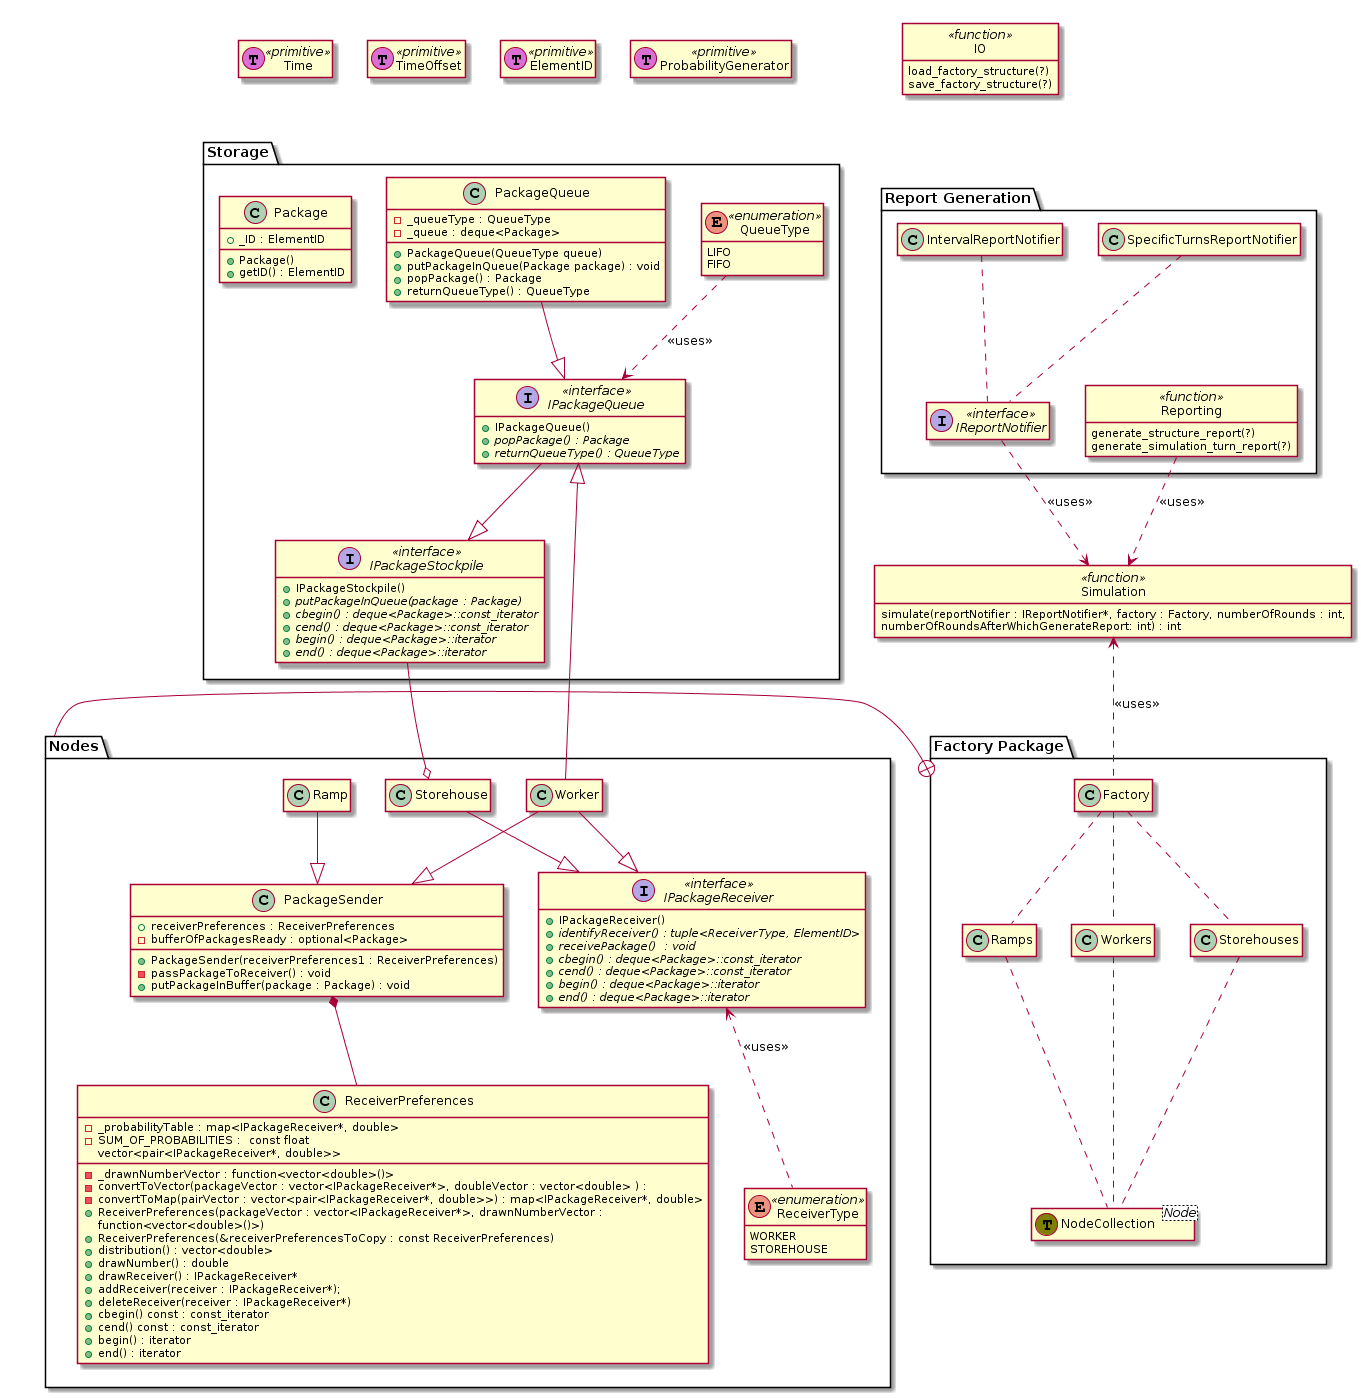 «primitive»
T
Time
«primitive»
T
TimeOffset
«primitive»
T
ElementID
«primitive»
T
ProbabilityGenerator
«function»
IO
load_factory_structure(?)
save_factory_structure(?)
Storage
C Package
_ID : ElementID
Package()
getID() : ElementID
C PackageQueue
_queueType : QueueType
_queue : deque<Package>
PackageQueue(QueueType queue)
putPackageInQueue(Package package) : void
popPackage() : Package
returnQueueType() : QueueType
«enumeration»
E
QueueType
LIFO
FIFO
«uses»
«interface»
I
IPackageQueue
IPackageQueue()
popPackage() : Package
returnQueueType() : QueueType
«interface»
I
IPackageStockpile
IPackageStockpile()
putPackageInQueue(package : Package)
cbegin() : deque<Package>::const_iterator
cend() : deque<Package>::const_iterator
begin() : deque<Package>::iterator
end() : deque<Package>::iterator
Report Generation
C IntervalReportNotifier
C SpecificTurnsReportNotifier
«interface»
I
IReportNotifier
«function»
Reporting
generate_structure_report(?)
generate_simulation_turn_report(?)
«uses»
«uses»
«function»
Simulation
simulate(reportNotifier : IReportNotifier*, factory : Factory, numberOfRounds : int,
numberOfRoundsAfterWhichGenerateReport: int) : int
«uses»
Nodes
C Ramp
C Storehouse
C Worker
C PackageSender
receiverPreferences : ReceiverPreferences
bufferOfPackagesReady : optional<Package>
PackageSender(receiverPreferences1 : ReceiverPreferences)
passPackageToReceiver() : void
putPackageInBuffer(package : Package) : void
«interface»
I
IPackageReceiver
IPackageReceiver()
identifyReceiver() : tuple<ReceiverType, ElementID>
receivePackage() : void
cbegin() : deque<Package>::const_iterator
cend() : deque<Package>::const_iterator
begin() : deque<Package>::iterator
end() : deque<Package>::iterator
«uses»
C ReceiverPreferences
_probabilityTable : map<IPackageReceiver*, double>
SUM_OF_PROBABILITIES : const float
vector<pair<IPackageReceiver*, double>>
_drawnNumberVector : function<vector<double>()>
convertToVector(packageVector : vector<IPackageReceiver*>, doubleVector : vector<double> ) :
convertToMap(pairVector : vector<pair<IPackageReceiver*, double>>) : map<IPackageReceiver*, double>
ReceiverPreferences(packageVector : vector<IPackageReceiver*>, drawnNumberVector :
function<vector<double>()>)
ReceiverPreferences(&receiverPreferencesToCopy : const ReceiverPreferences)
distribution() : vector<double>
drawNumber() : double
drawReceiver() : IPackageReceiver*
addReceiver(receiver : IPackageReceiver*);
deleteReceiver(receiver : IPackageReceiver*)
cbegin() const : const_iterator
cend() const : const_iterator
begin() : iterator
end() : iterator
«enumeration»
E
ReceiverType
WORKER
STOREHOUSE
Factory Package
C Factory
C Ramps
C Workers
C Storehouses
Node
T NodeCollection